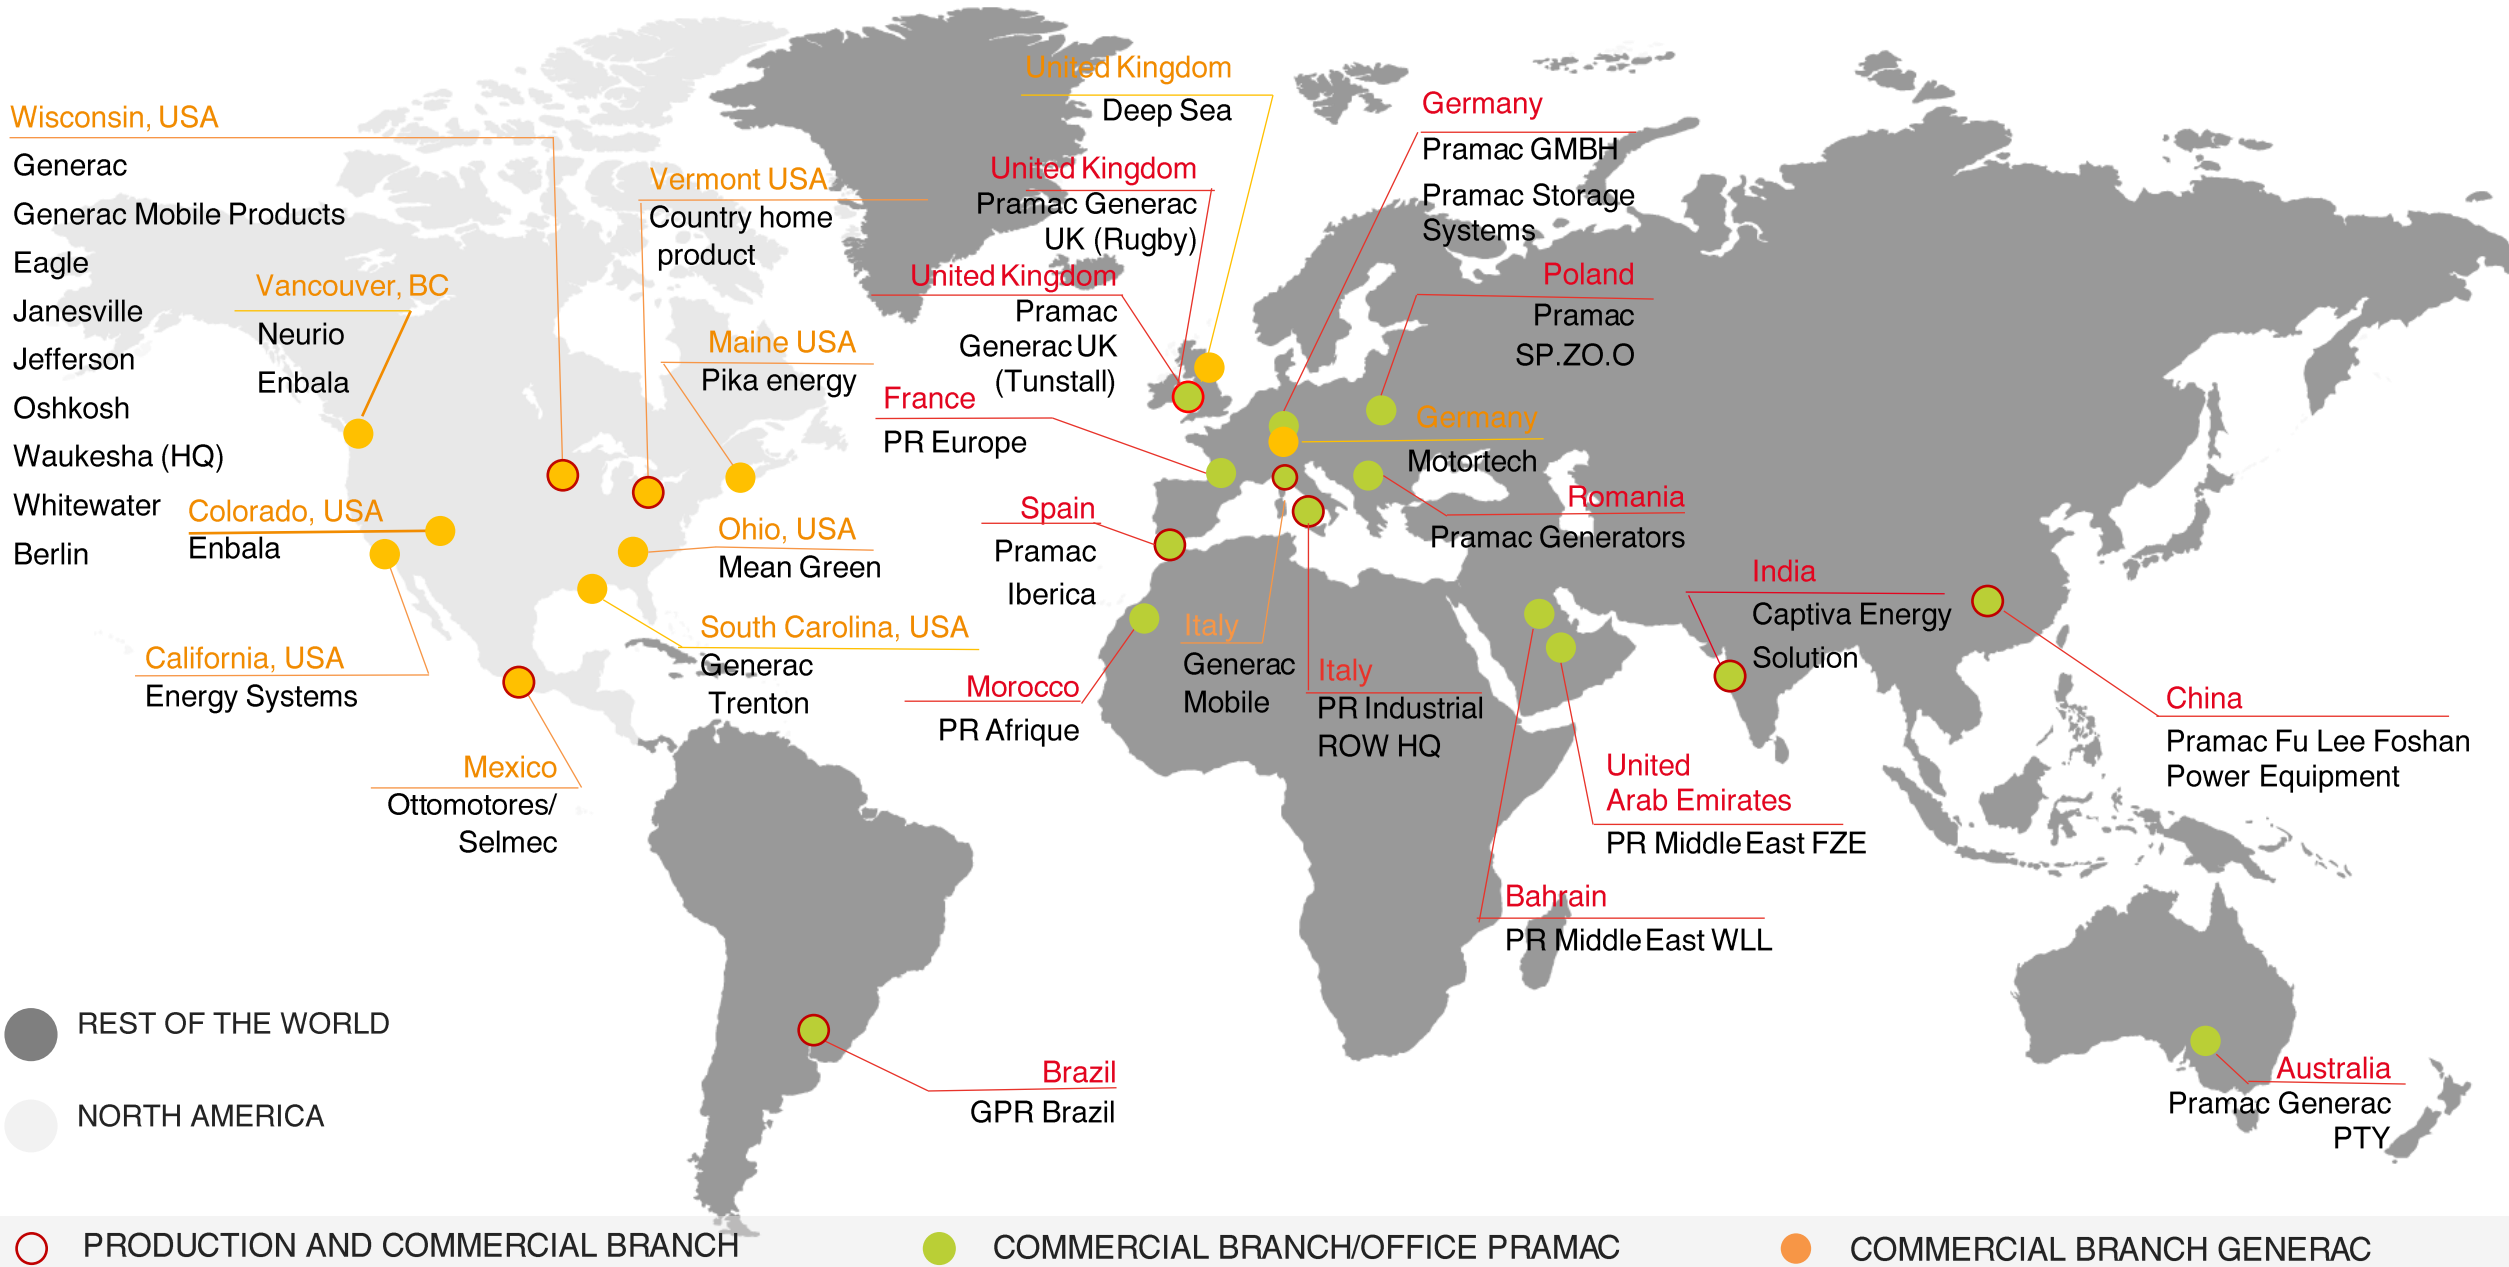 Wisconsin, USA
Generac
Generac Mobile Products
Eagle
Janesville
Jefferson
Oshkosh
Waukesha (HQ)
Whitewater
Berlin
Vancouver, BC
Neurio
Enbala
Colorado, USA
Enbala
California, USA
Energy Systems
Mexico
Ottomotores/
Selmec
Vermont USA
Country home
product
Maine USA
Pika energy
Ohio, USA
Mean Green
South Carolina, USA
Generac
Trenton
United Kingdom
Deep Sea
United Kingdom
Pramac Generac
UK (Rugby)
United Kingdom
Pramac
Generac UK
(Tunstall)
France
PR Europe
Spain
Pramac
Iberica
Morocco
PR Afrique
Italy
Generac
Mobile
Italy
PR Industrial
ROW HQ
Germany
Pramac GMBH
Pramac Storage
Systems
Poland
Pramac
SP.ZO.O
Germany
Motortech
Romania
Pramac Generators
India
Captiva Energy
Solution
China
Pramac Fu Lee Foshan
Power Equipment
United
Arab Emirates
PR Middle East FZE
Bahrain
PR Middle East WLL
Brazil
GPR Brazil
Australia
Pramac Generac
PTY
REST OF THE WORLD
NORTH AMERICA
PRODUCTION AND COMMERCIAL BRANCH
COMMERCIAL BRANCH/OFFICE PRAMAC
COMMERCIAL BRANCH GENERAC